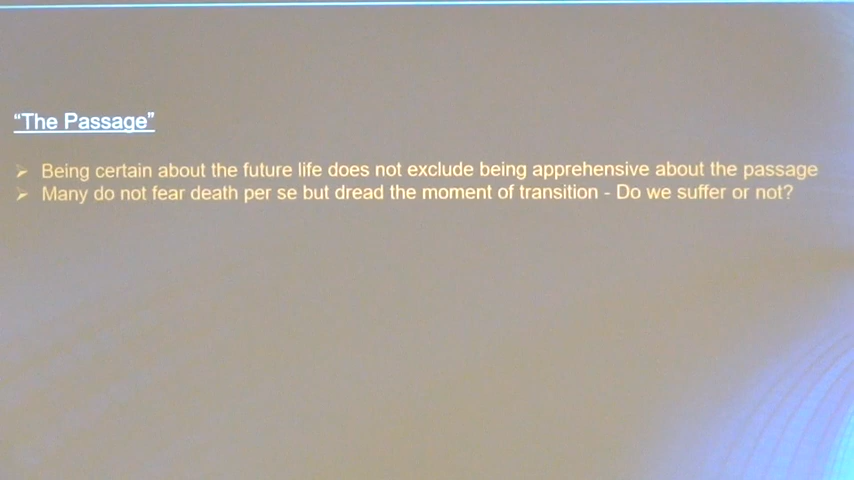 “The Passage”
➢ Being certain about the future life does not exclude being apprehensive about the passage
➢ Many do not fear death per se but dread the moment of transition - Do we suffer or not?